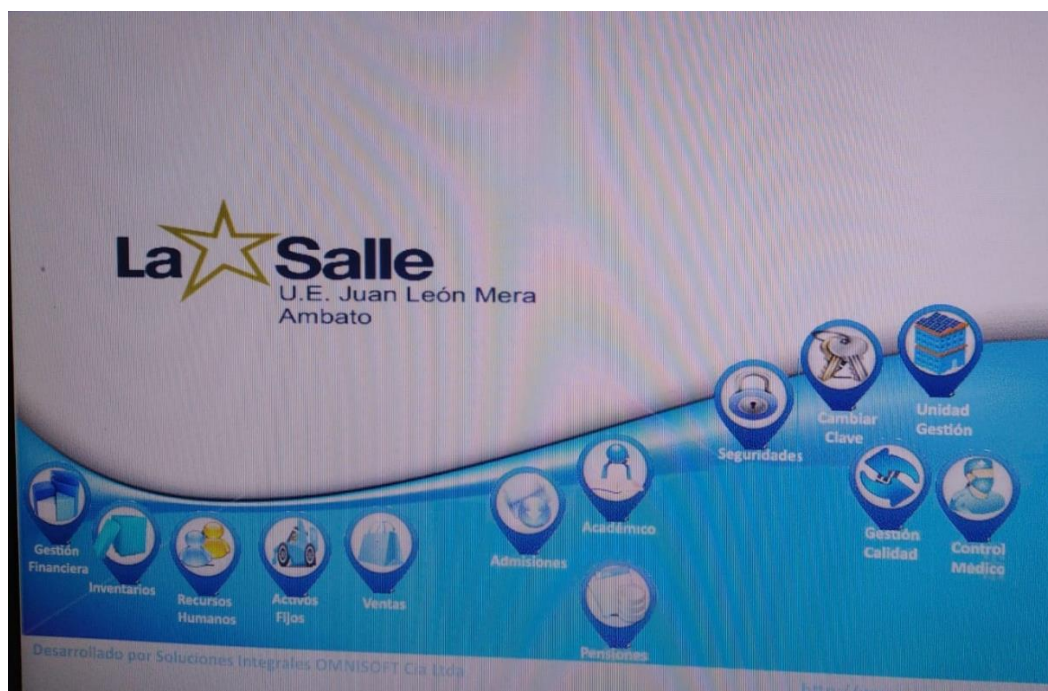 La Salle
U.E. Juan León Mera
Ambato
Cambiar
Clave
Unidad
Gestión
Seguridades
Gestión
Calidad
Control
Médico
Académico
Admisiones
Gestión
Financiera
Inventarios
Recursos
Humanos
Activos
Fijos
Ventas
Pensiones
Desarrollado por Soluciones Integrales OMNISOFT Cia Ltda